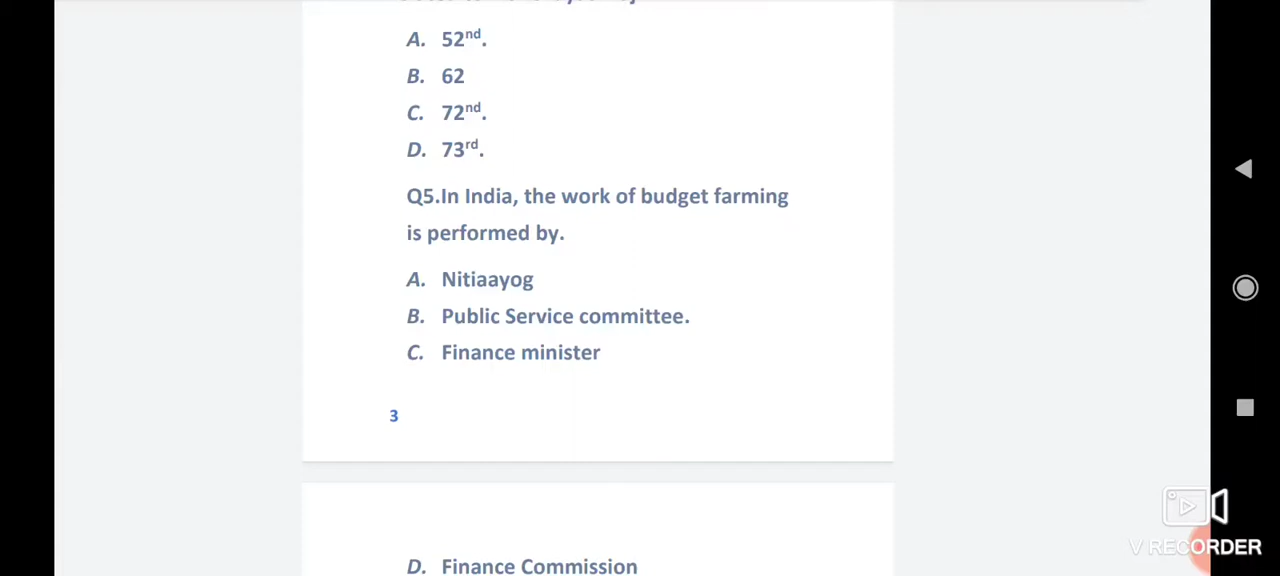 A. 52nd.
B. 62
C. 72nd.
D. 73rd.
Q5.In India, the work of budget farming
is performed by.
A. Nitiaayog
B. Public Service committee.
C. Finance minister
3
D. Finance Commission
V RECORDER